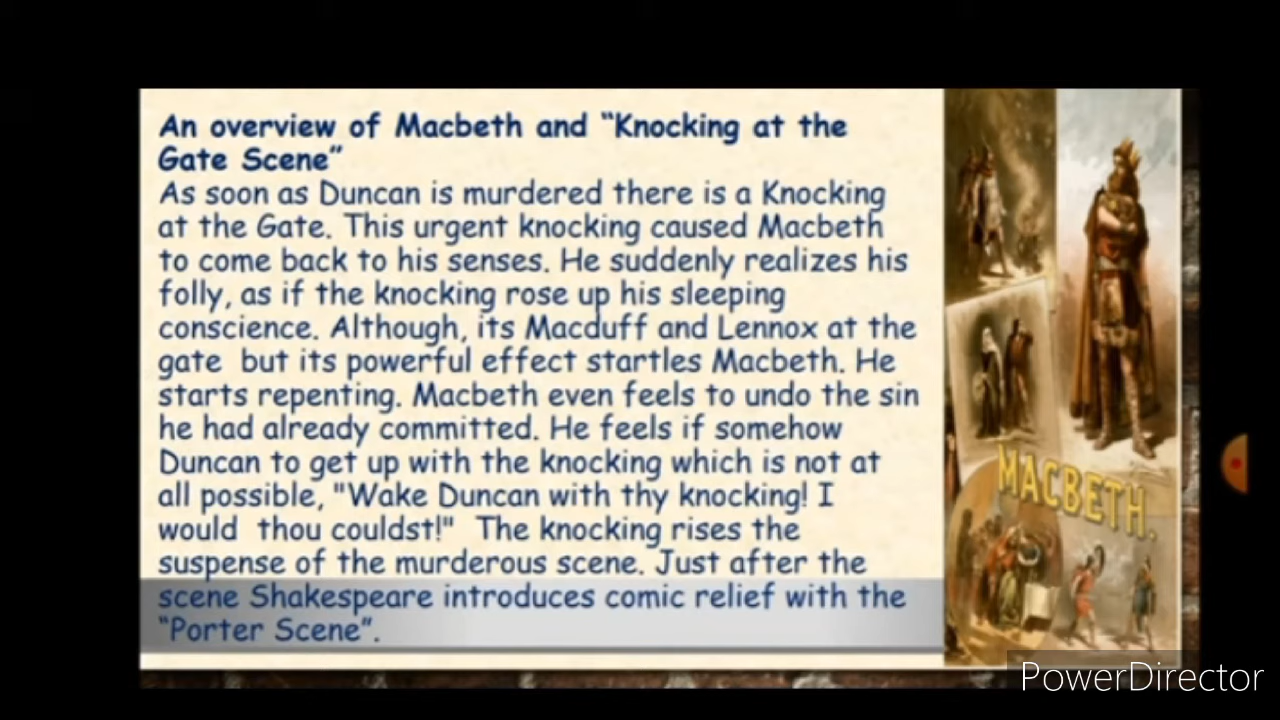 An overview of Macbeth and “Knocking at the
Gate Scene”
As soon as Duncan is murdered there is a Knocking
at the Gate. This urgent knocking caused Macbeth
to come back to his senses. He suddenly realizes his
folly, as if the knocking rose up his sleeping
conscience. Although, its Macduff and Lennox at the
gate but its powerful effect startles Macbeth. He
starts repenting. Macbeth even feels to undo the sin
he had already committed. He feels if somehow
Duncan to get up with the knocking which is not at
all possible, "Wake Duncan with thy knocking! I
would thou couldst!" The knocking rises the
suspense of the murderous scene. Just after the
scene Shakespeare introduces comic relief with the
“Porter Scene”.
MACBETH.
PowerDirector